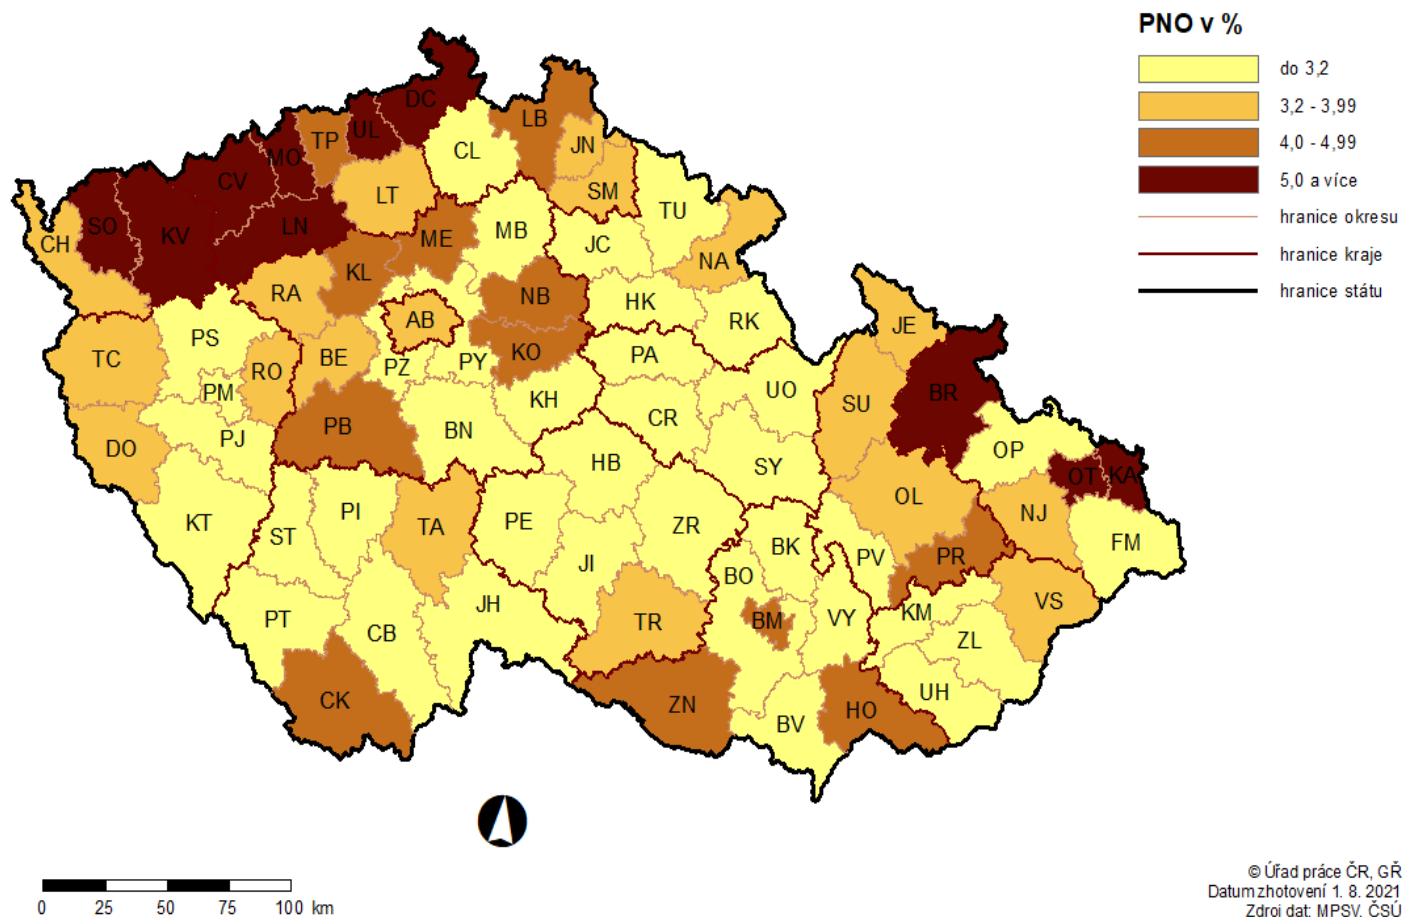 PNO v %
do 3,2
3,2 - 3,99
4,0 - 4,99
5,0 a více
hranice okresu
hranice kraje
hranice státu
DC
LB
UL
TP
JN
MO
CL
CV
LT
SM
TU
SO
KV
LN
ME
MB
JC
CH
KL
NA
RA
NB
HK
AB
RK
JE
PS
TC
BE
KO
PA
RO
PZ
PY
PM
UO
BR
KH
SU
CR
PB
BN
PJ
DO
OP
HB
SY
OT
KA
OL
PI
NJ
KT
TA
PE
ZR
ST
FM
BK
PV
PR
JI
BO
JH
VS
KM
PT
CB
TR
BM
VY
ZL
UH
CK
ZN
HO
BV
0 25 50 75 100 km
© Úřad práce ČR, GŘ
Datum zhotovení 1. 8. 2021
Zdroj dat: MPSV, ČSÚ